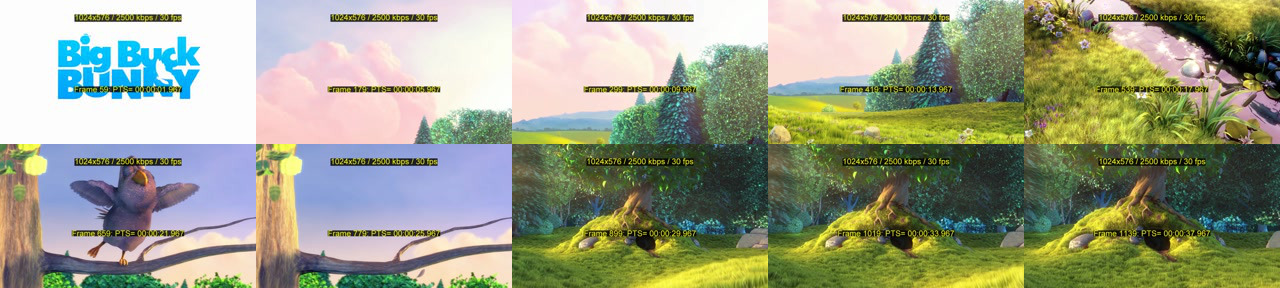 1024x576 / 2500 kbps / 30 fps
Big Buck
BUNNY
Frame 59: PTS= 00:00:01.967
1024x576 / 2500 kbps / 30 fps
Frame 179: PTS= 00:00:05.967
1024x576 / 2500 kbps / 30 fps
Frame 299: PTS= 00:00:09.967
1024x576 / 2500 kbps / 30 fps
Frame 419: PTS= 00:00:13.967
1024x576 / 2500 kbps / 30 fps
Frame 539: PTS= 00:00:17.967
1024x576 / 2500 kbps / 30 fps
Frame 659: PTS= 00:00:21.967
1024x576 / 2500 kbps / 30 fps
Frame 779: PTS= 00:00:25.967
1024x576 / 2500 kbps / 30 fps
Frame 899: PTS= 00:00:29.967
1024x576 / 2500 kbps / 30 fps
Frame 1019: PTS= 00:00:33.967
1024x576 / 2500 kbps / 30 fps
Frame 1139: PTS= 00:00:37.967